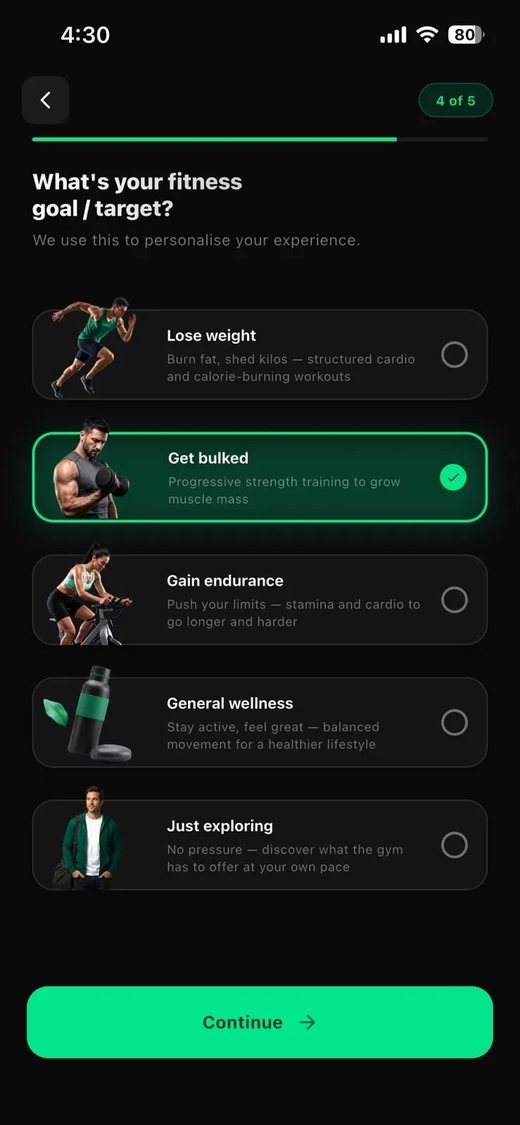 4:30
80
4 of 5
What's your fitness
goal / target?
We use this to personalise your experience.
Lose weight
Burn fat, shed kilos — structured cardio
and calorie-burning workouts
Get bulked
Progressive strength training to grow
muscle mass
Gain endurance
Push your limits — stamina and cardio to
go longer and harder
General wellness
Stay active, feel great — balanced
movement for a healthier lifestyle
Just exploring
No pressure — discover what the gym
has to offer at your own pace
Continue →